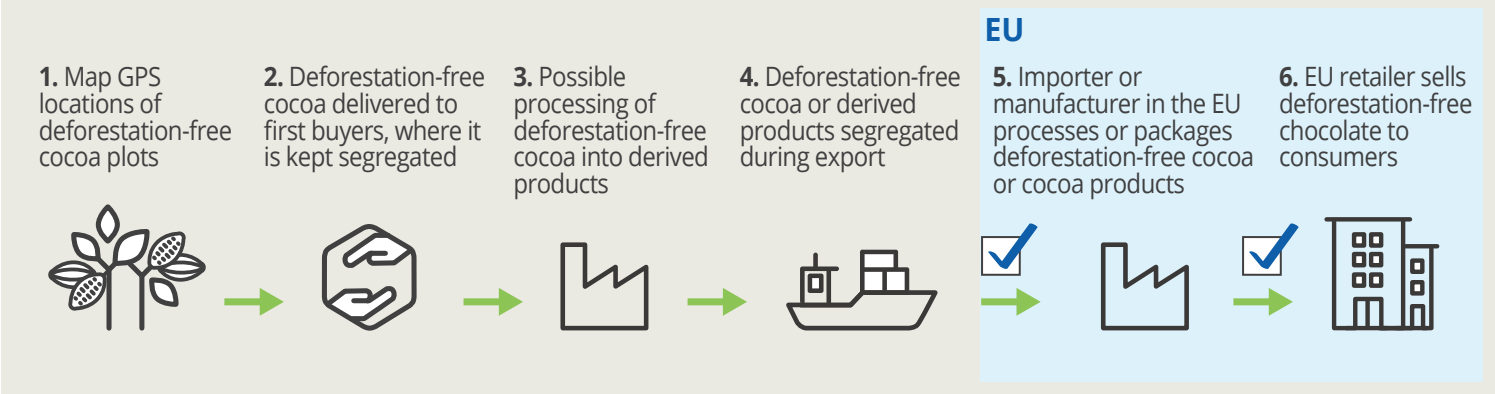 EU
1. Map GPS
locations of
deforestation-free
cocoa plots
2. Deforestation-free
cocoa delivered to
first buyers, where it
is kept segregated
3. Possible
processing of
deforestation-free
cocoa into derived
products
4. Deforestation-free
cocoa or derived
products segregated
during export
5. Importer or
manufacturer in the EU
processes or packages
deforestation-free cocoa
or cocoa products
6. EU retailer sells
deforestation-free
chocolate to
consumers